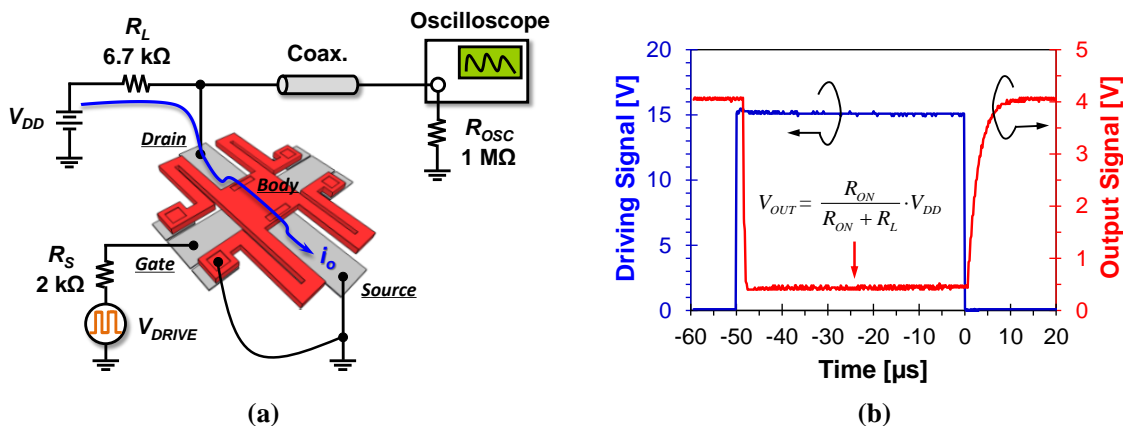 Oscilloscope
R_L
6.7 kΩ
Coax.
V_DD
R_OSC
1 MΩ
Drain
Body
R_S
2 kΩ
Gate
i_o
Source
V_DRIVE
(a)
Driving Signal [V]
20
15
10
5
0
V_OUT = R_ON / (R_ON + R_L) · V_DD
5
4
3
2
1
0
Output Signal [V]
-60 -50 -40 -30 -20 -10 0 10 20
Time [µs]
(b)